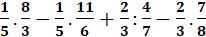 1/5 . 8/3 − 1/5 . 11/6 + 2/3 : 4/7 − 2/3 . 7/8